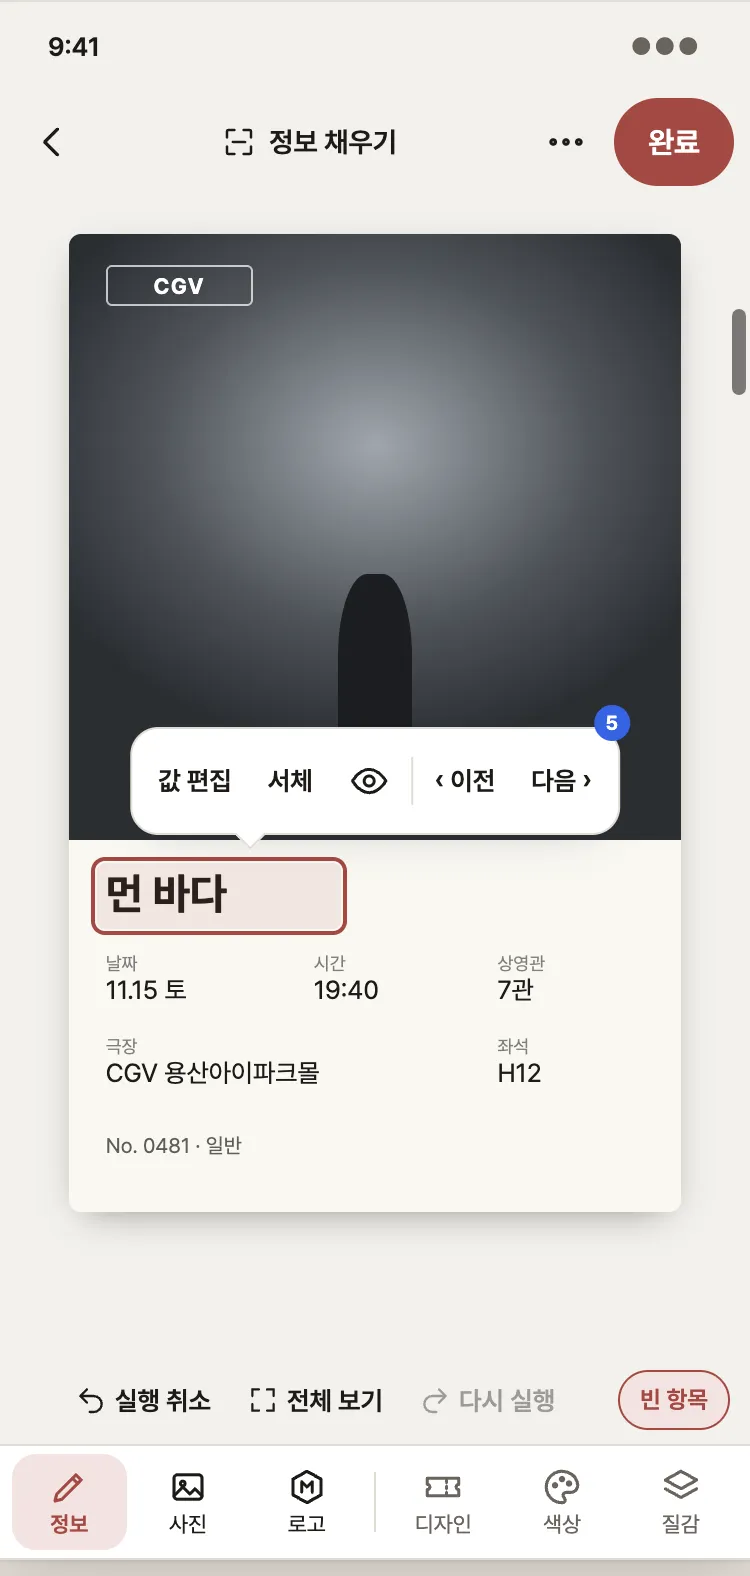 9:41
정보 채우기
완료
CGV
5
값 편집 서체 ‹ 이전 다음 ›
먼 바다
날짜 시간 상영관
11.15 토 19:40 7관
극장 좌석
CGV 용산아이파크몰 H12
No. 0481 · 일반
실행 취소 전체 보기 다시 실행 빈 항목
정보 사진 로고 디자인 색상 질감